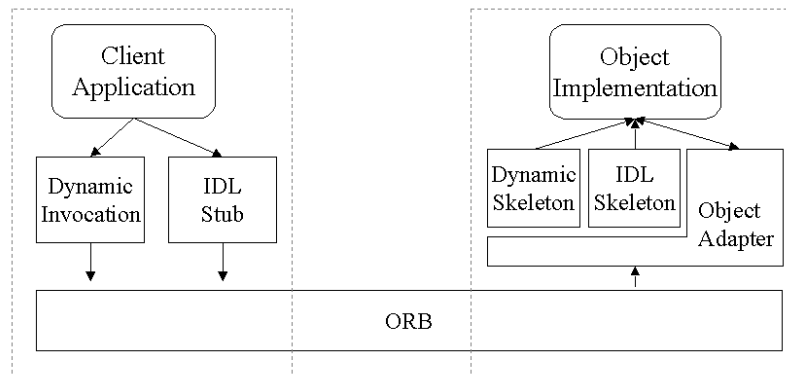 Client
Application
Dynamic
Invocation
IDL
Stub
Object
Implementation
Dynamic
Skeleton
IDL
Skeleton
Object
Adapter
ORB